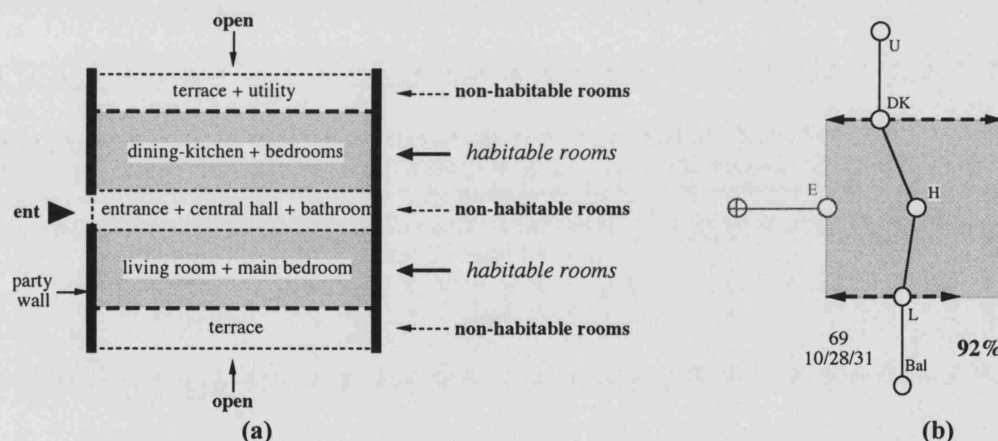 open
terrace + utility
non-habitable rooms
dining-kitchen + bedrooms
habitable rooms
ent
entrance + central hall + bathroom
non-habitable rooms
living room + main bedroom
habitable rooms
party
wall
terrace
non-habitable rooms
open
(a)
U
DK
E
H
L
69
10/28/31
92%
Bal
(b)